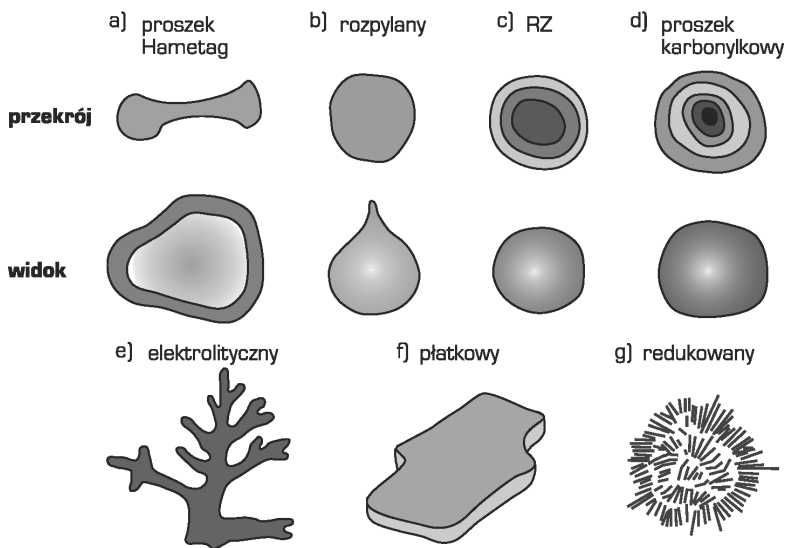 a) proszek
Hametag
b) rozpylany
c) RZ
d) proszek
karbonylkowy
przekrój
widok
e) elektrolityczny
f) płatkowy
g) redukowany